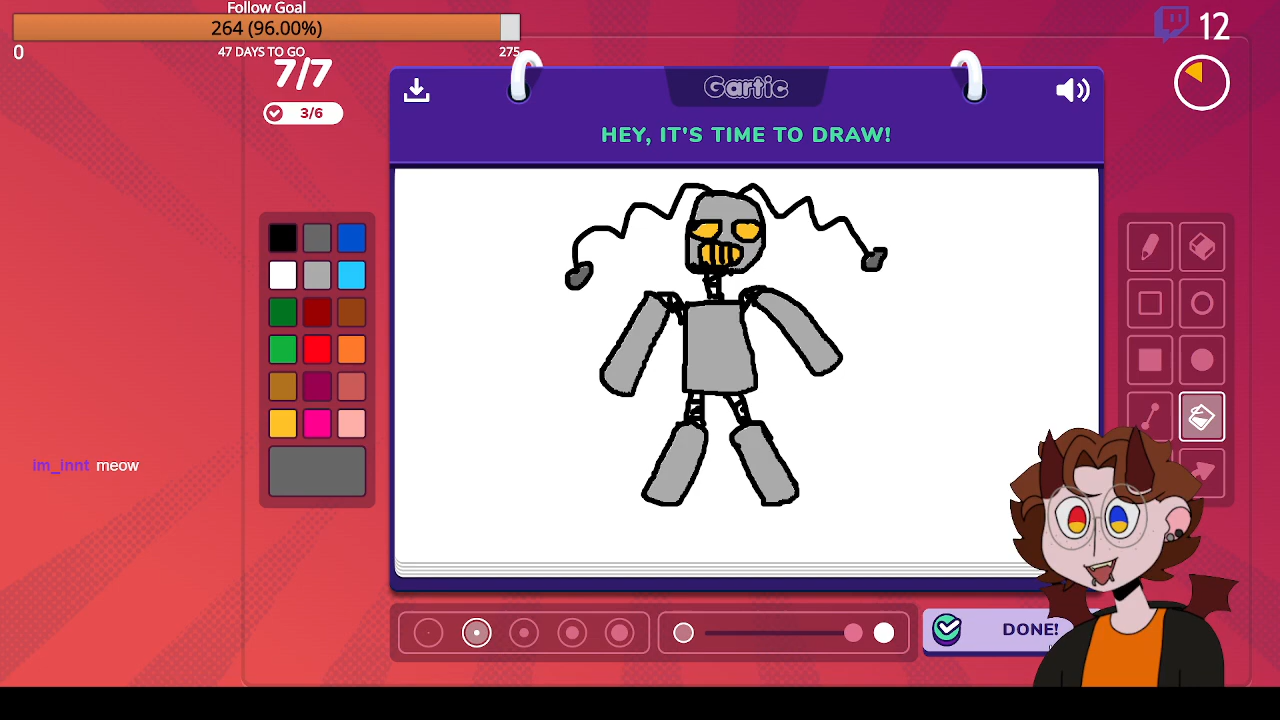 Follow Goal
264 (96.00%)
0
47 DAYS TO GO
275
12
7/7
3/6
Gartic
HEY, IT'S TIME TO DRAW!
im_innt meow
DONE!